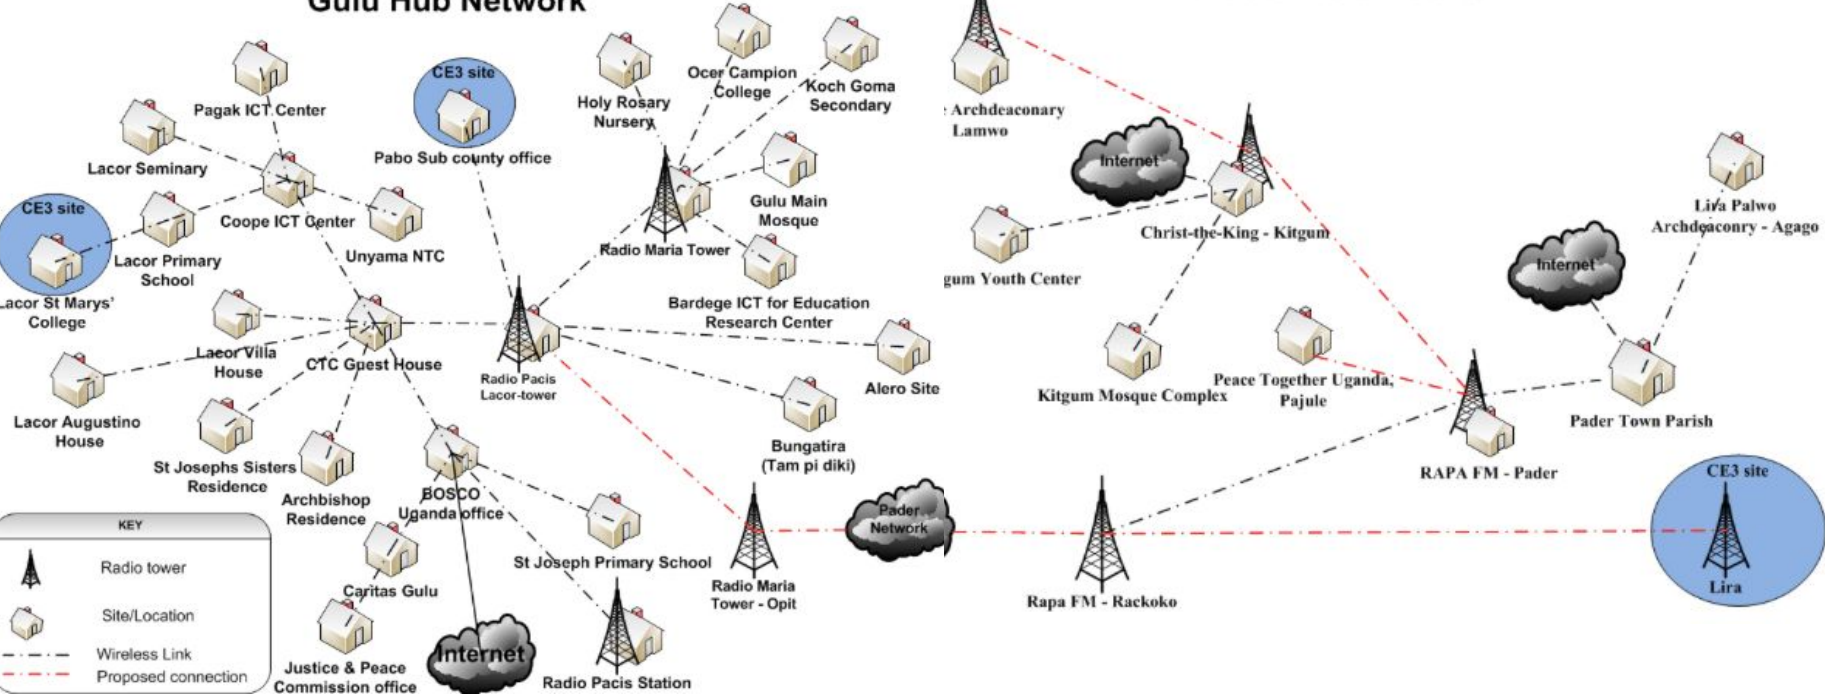 Gulu Hub Network
CE3 site
Pagak ICT Center
Lacor Seminary
Pabo Sub county office
Holy Rosary
Nursery
Ocer Campion
College
Koch Goma
Secondary
CE3 site
Coope ICT Center
Unyama NTC
Lacor Primary
School
Lacor St Marys'
College
Radio Maria Tower
Gulu Main
Mosque
Bardege ICT for Education
Research Center
Lacor Villa
House
CTC Guest House
Radio Pacis
Lacor-tower
Alero Site
Lacor Augustino
House
St Josephs Sisters
Residence
Archbishop
Residence
BOSCO
Uganda office
Bungatira
(Tam pi diki)
St Joseph Primary School
Caritas Gulu
Radio Maria
Tower - Opit
Pader
Network
Justice & Peace
Commission office
Internet
Radio Pacis Station
KEY
Radio tower
Site/Location
Wireless Link
Proposed connection
Archdeaconary
Lamwo
Internet
Christ-the-King - Kitgum
gum Youth Center
Kitgum Mosque Complex
Peace Together Uganda,
Pajule
Lira Palwo
Archdeaconry - Agago
Internet
Pader Town Parish
RAPA FM - Pader
Rapa FM - Rackoko
CE3 site
Lira